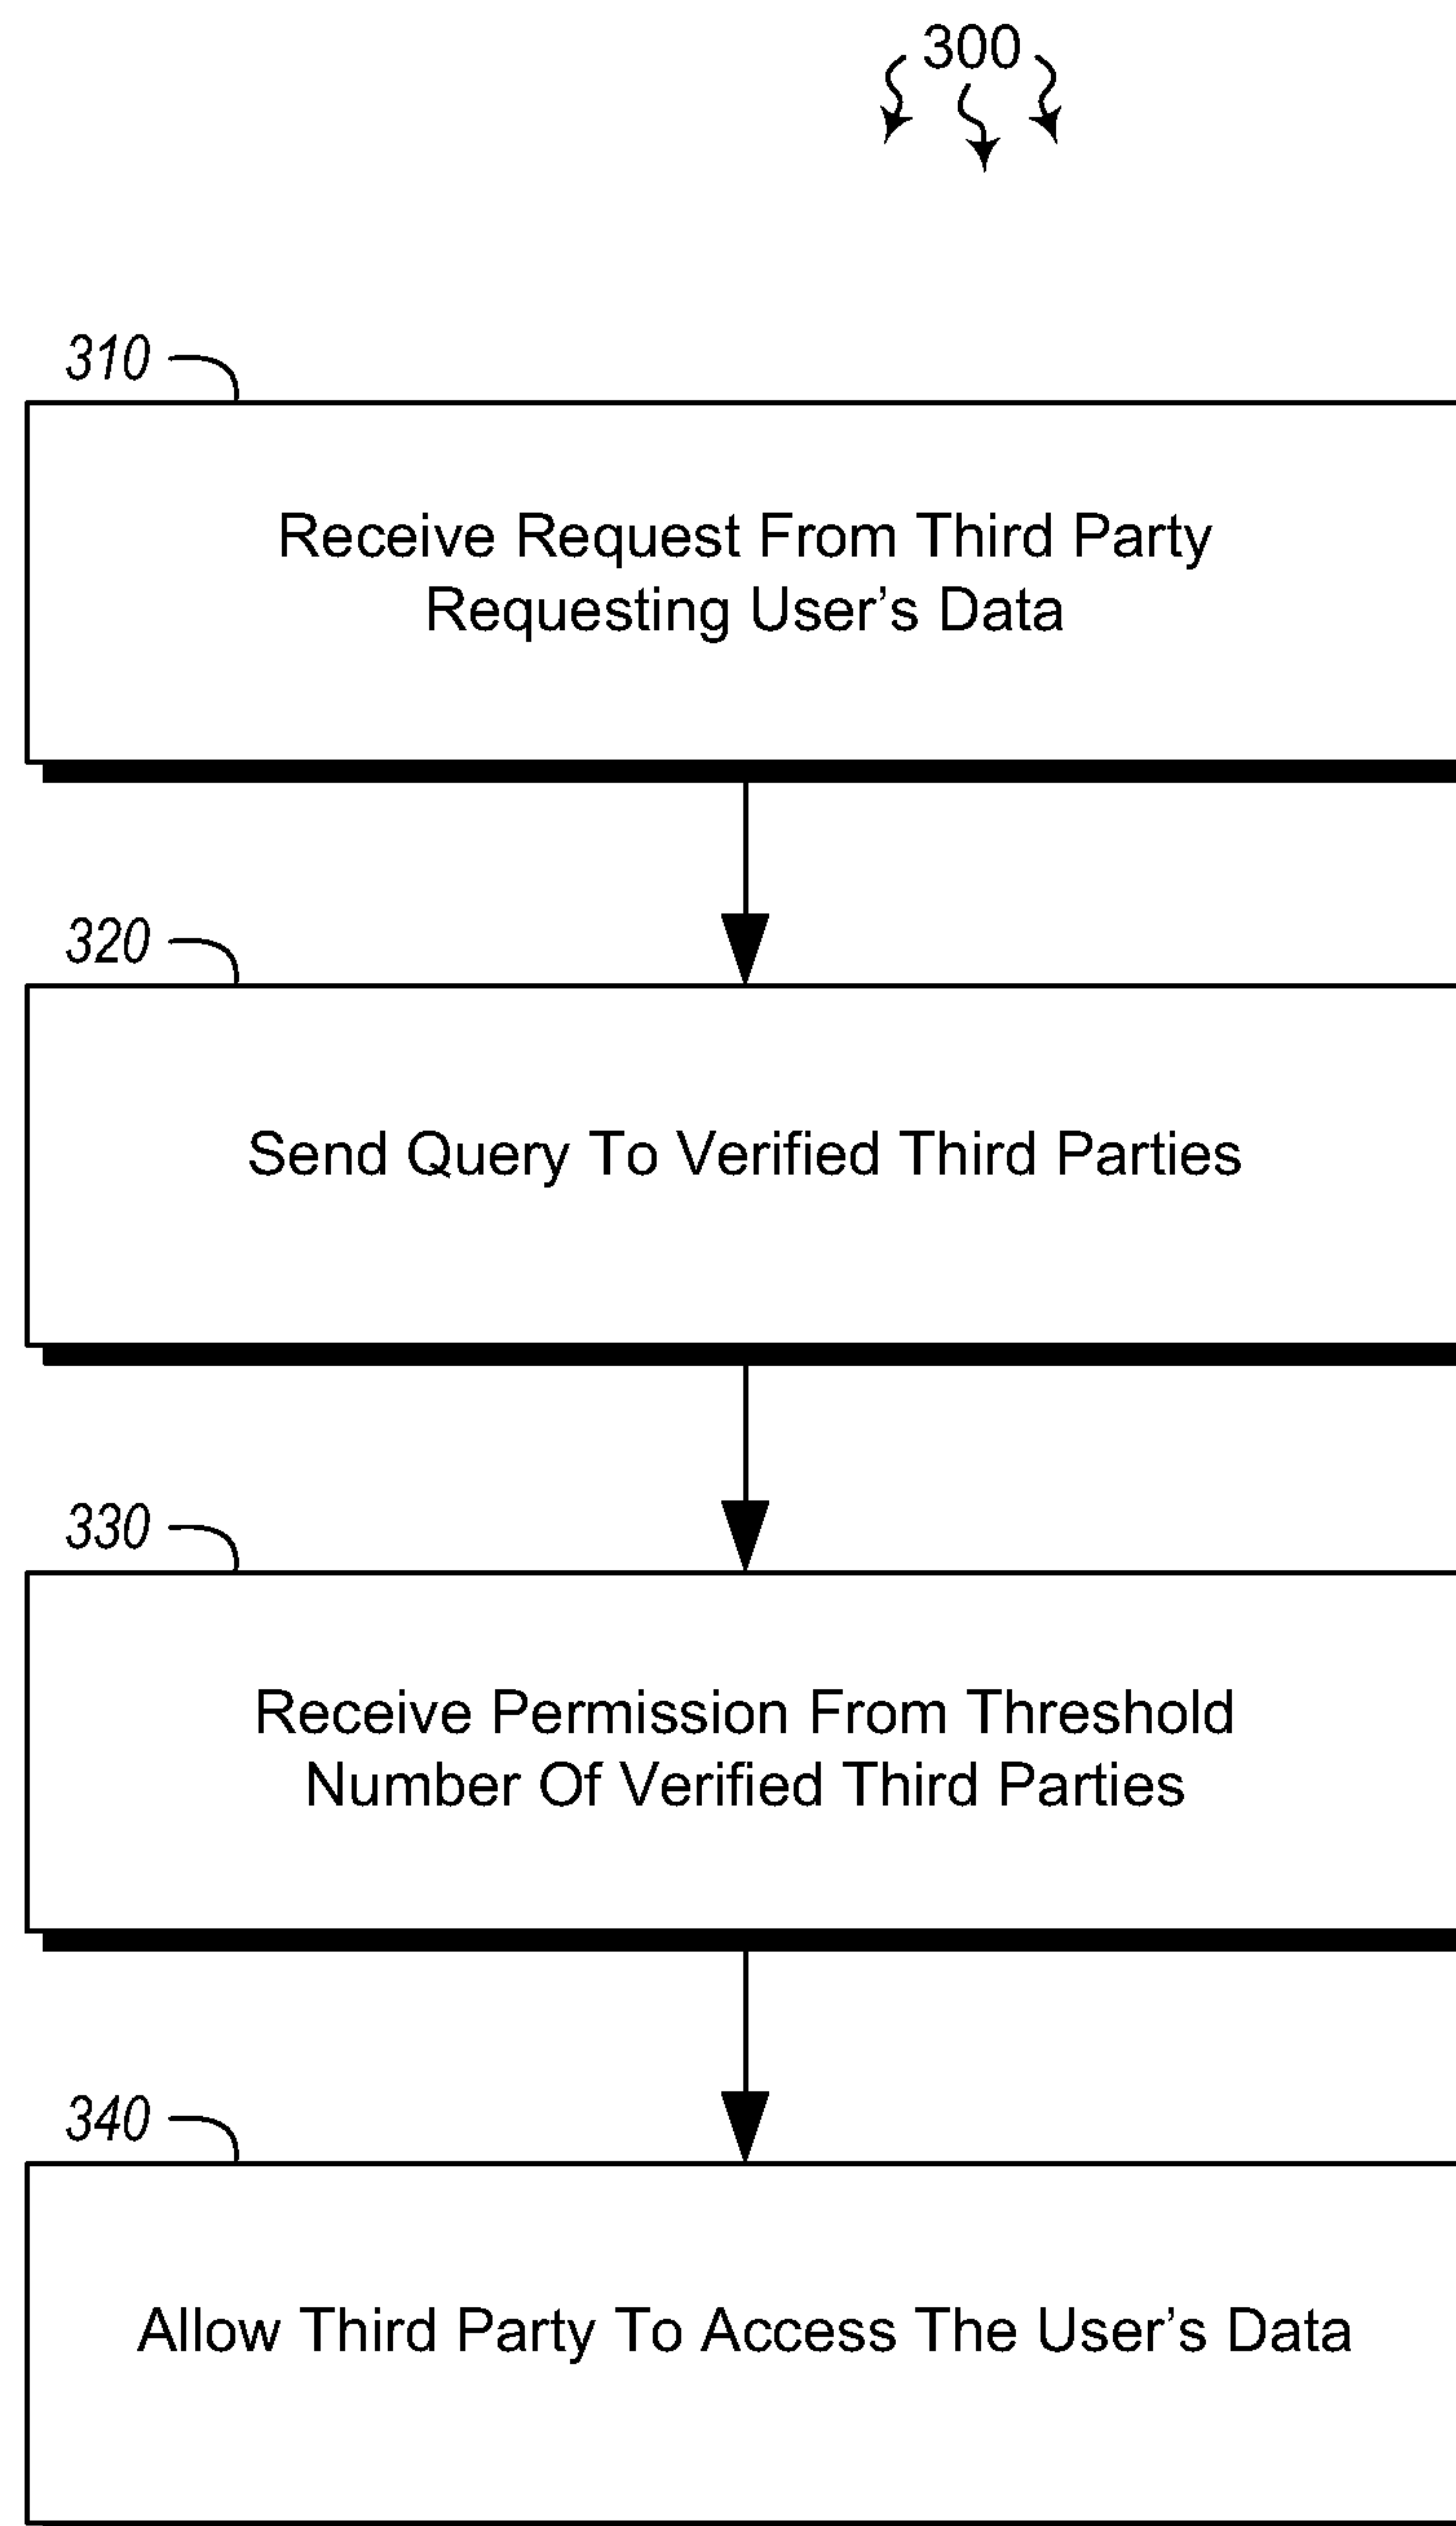 300
310
Receive Request From Third Party
Requesting User’s Data
320
Send Query To Verified Third Parties
330
Receive Permission From Threshold
Number Of Verified Third Parties
340
Allow Third Party To Access The User’s Data